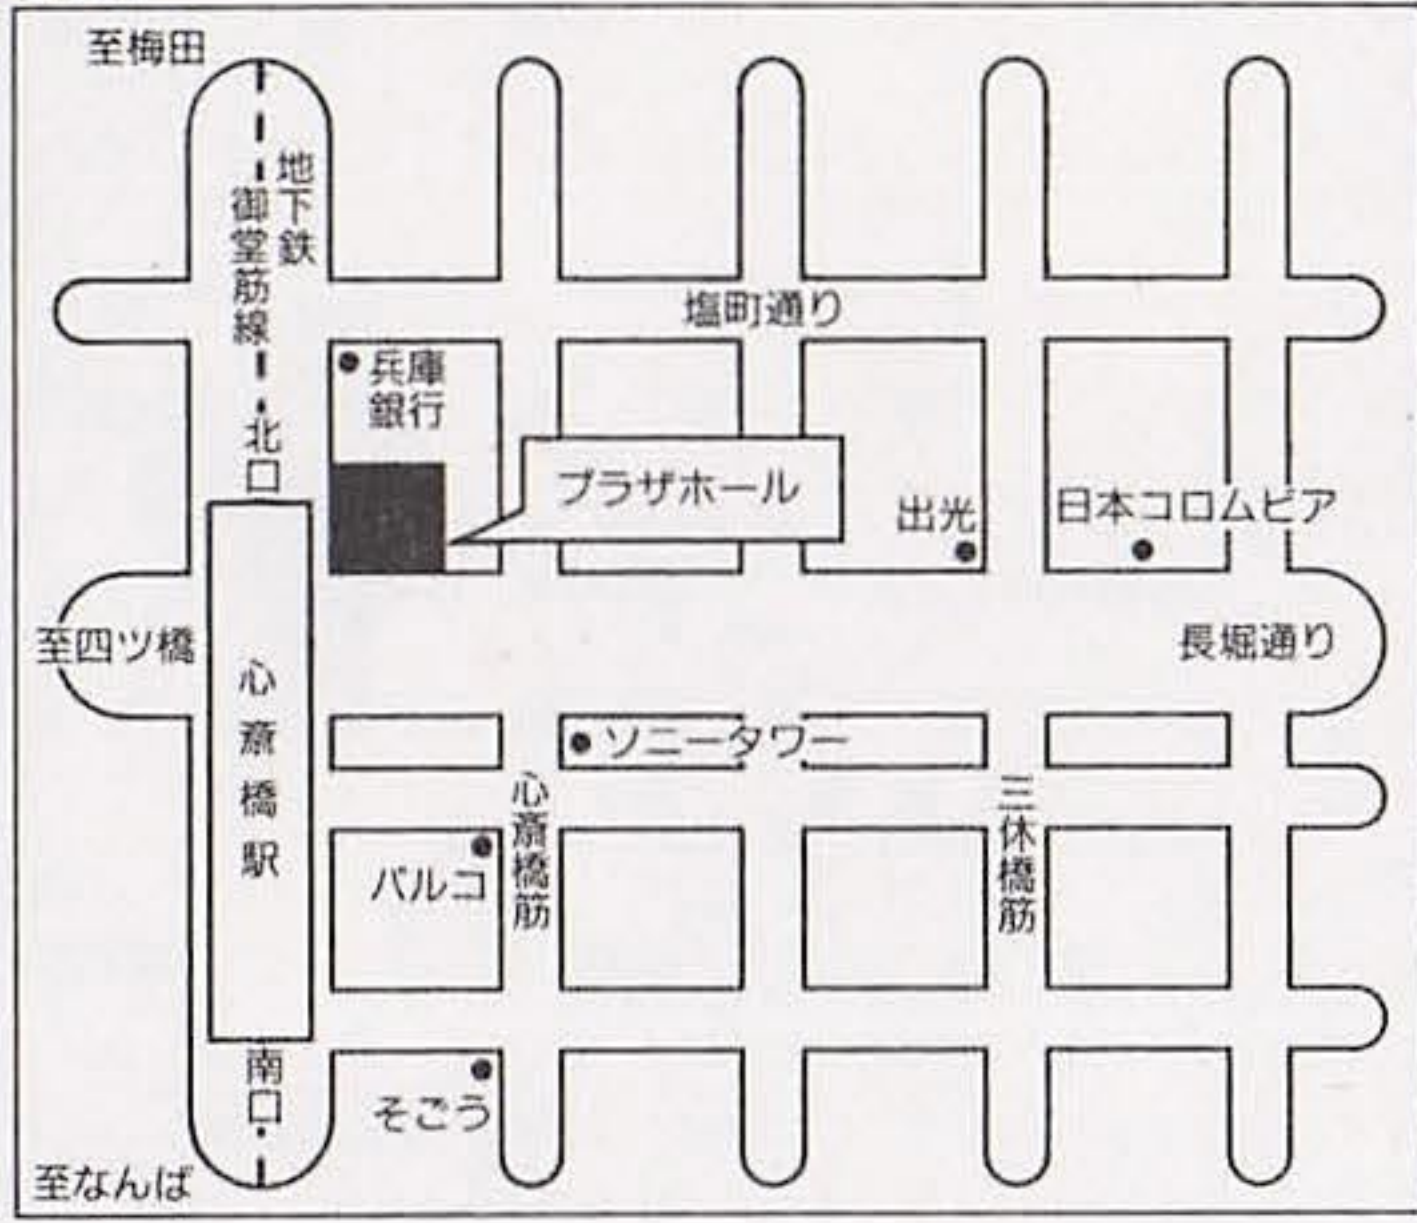 至梅田
地下鉄
御堂筋線
塩町通り
兵庫
銀行
北口
プラザホール
出光
日本コロムビア
至四ツ橋
長堀通り
心斎橋駅
ソニータワー
心斎橋筋
三休橋筋
パルコ
南口
そごう
至なんば